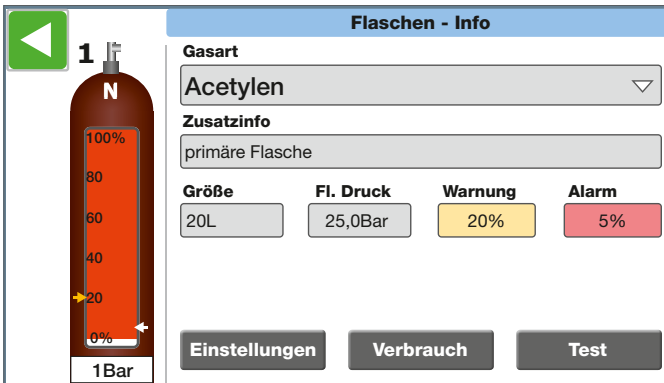 Flaschen - Info
1
N
100%
80
60
40
20
0%
1Bar
Gasart
Acetylen
Zusatzinfo
primäre Flasche
Größe Fl. Druck Warnung Alarm
20L 25,0Bar 20% 5%
Einstellungen Verbrauch Test